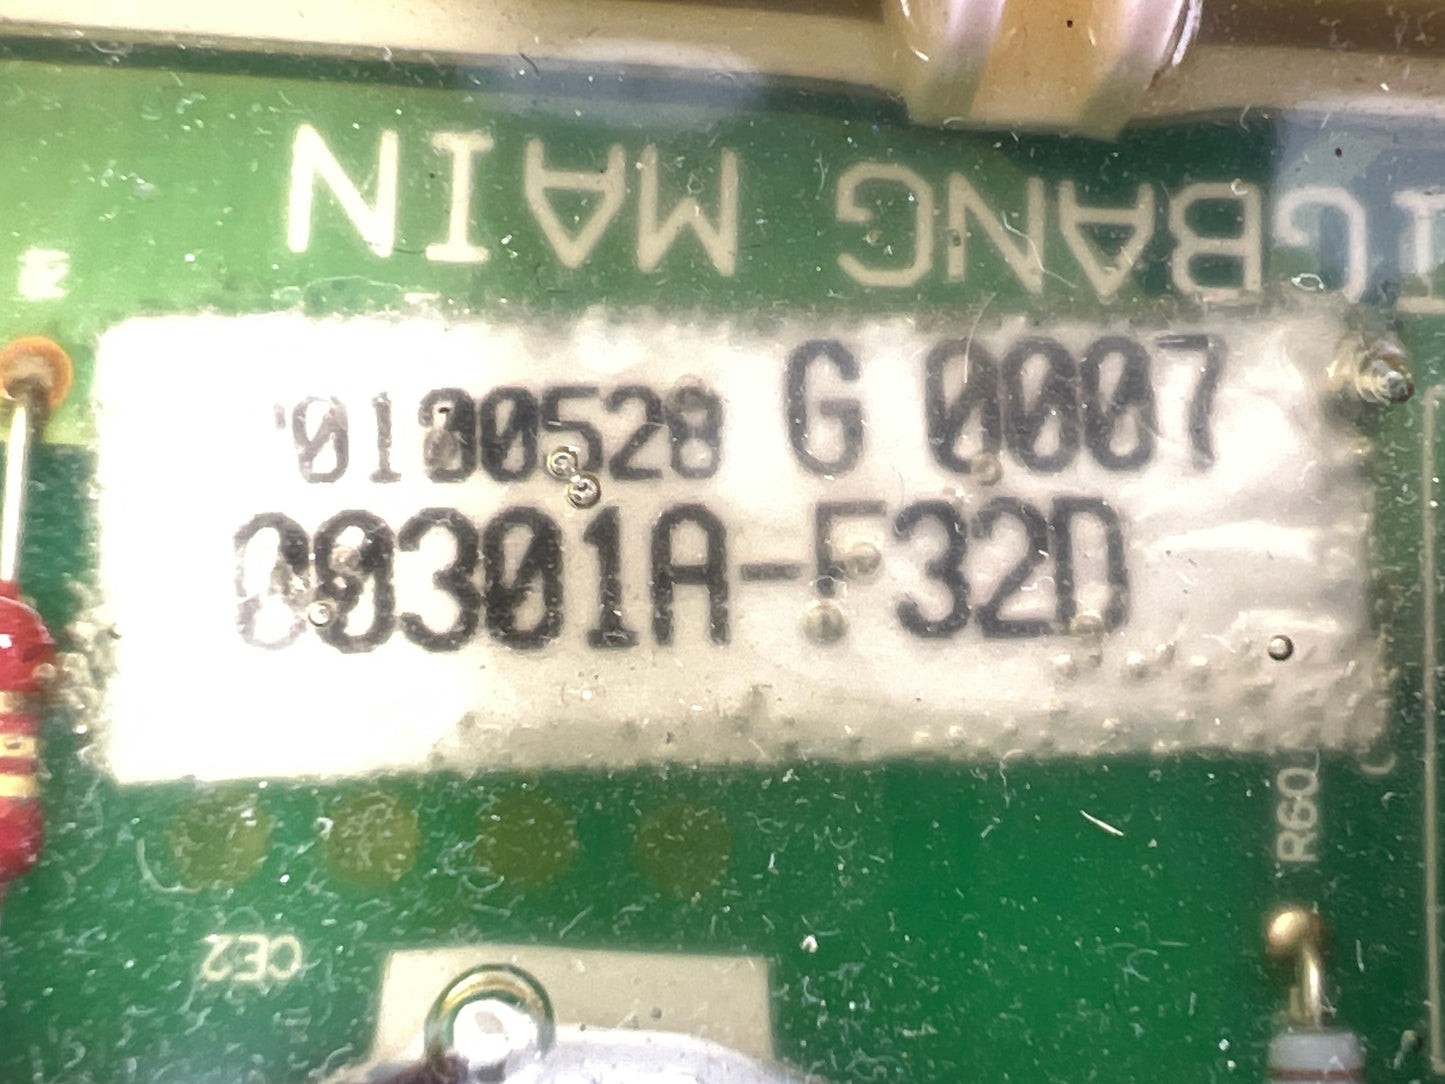 BANG MAIN
0100528 G 0007
00301A-F32D
R60
CE2